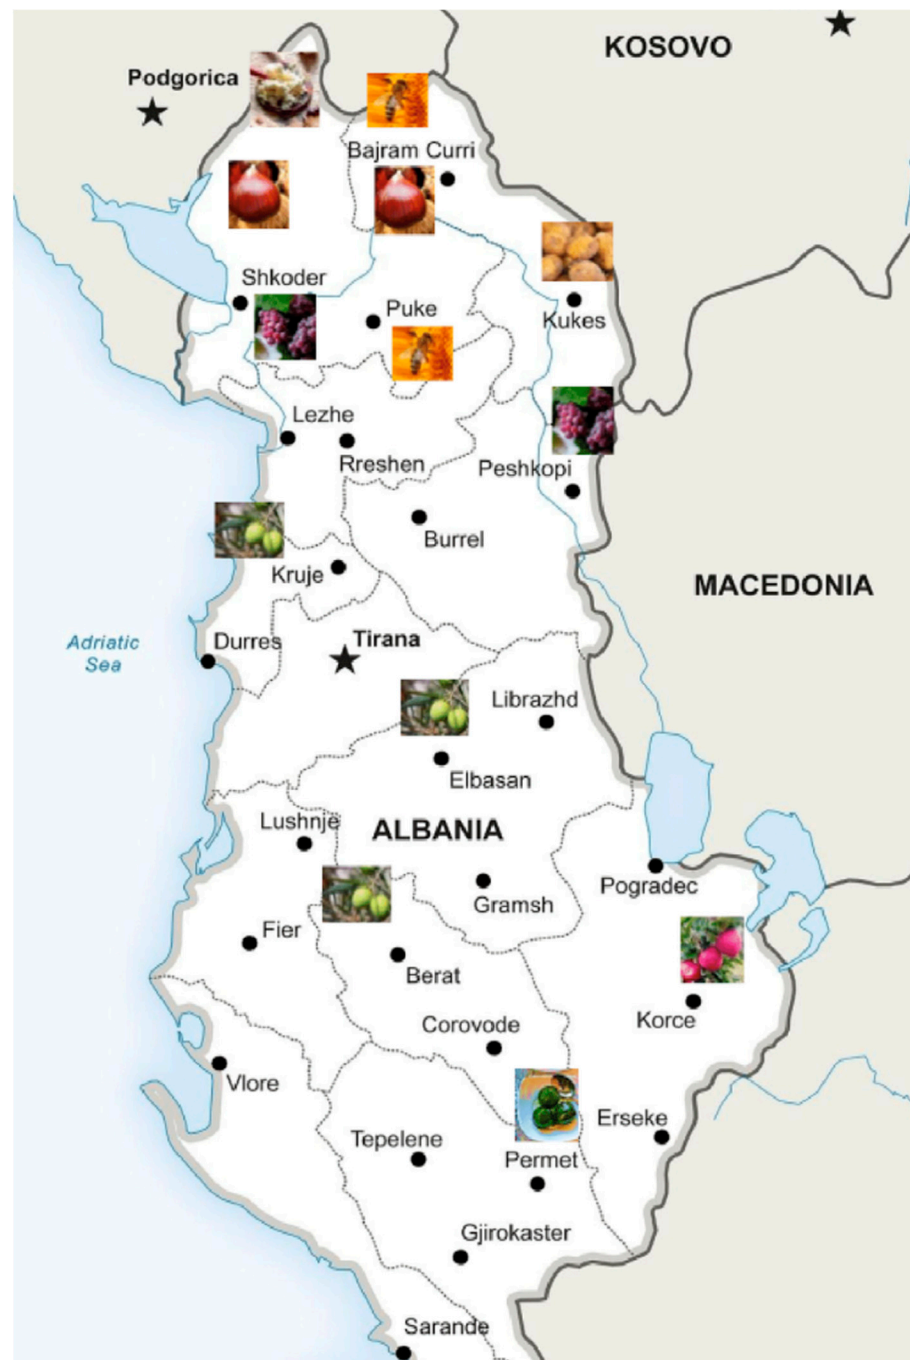 KOSOVO
Podgorica
Bajram Curri
Shkoder
Puke
Kukes
Lezhe
Rreshen
Peshkopi
Burrel
Kruje
MACEDONIA
Adriatic
Sea
Durres
Tirana
Librazhd
Elbasan
Lushnje
ALBANIA
Pogradec
Gramsh
Fier
Berat
Korce
Corovode
Vlore
Erseke
Tepelene
Permet
Gjirokaster
Sarande